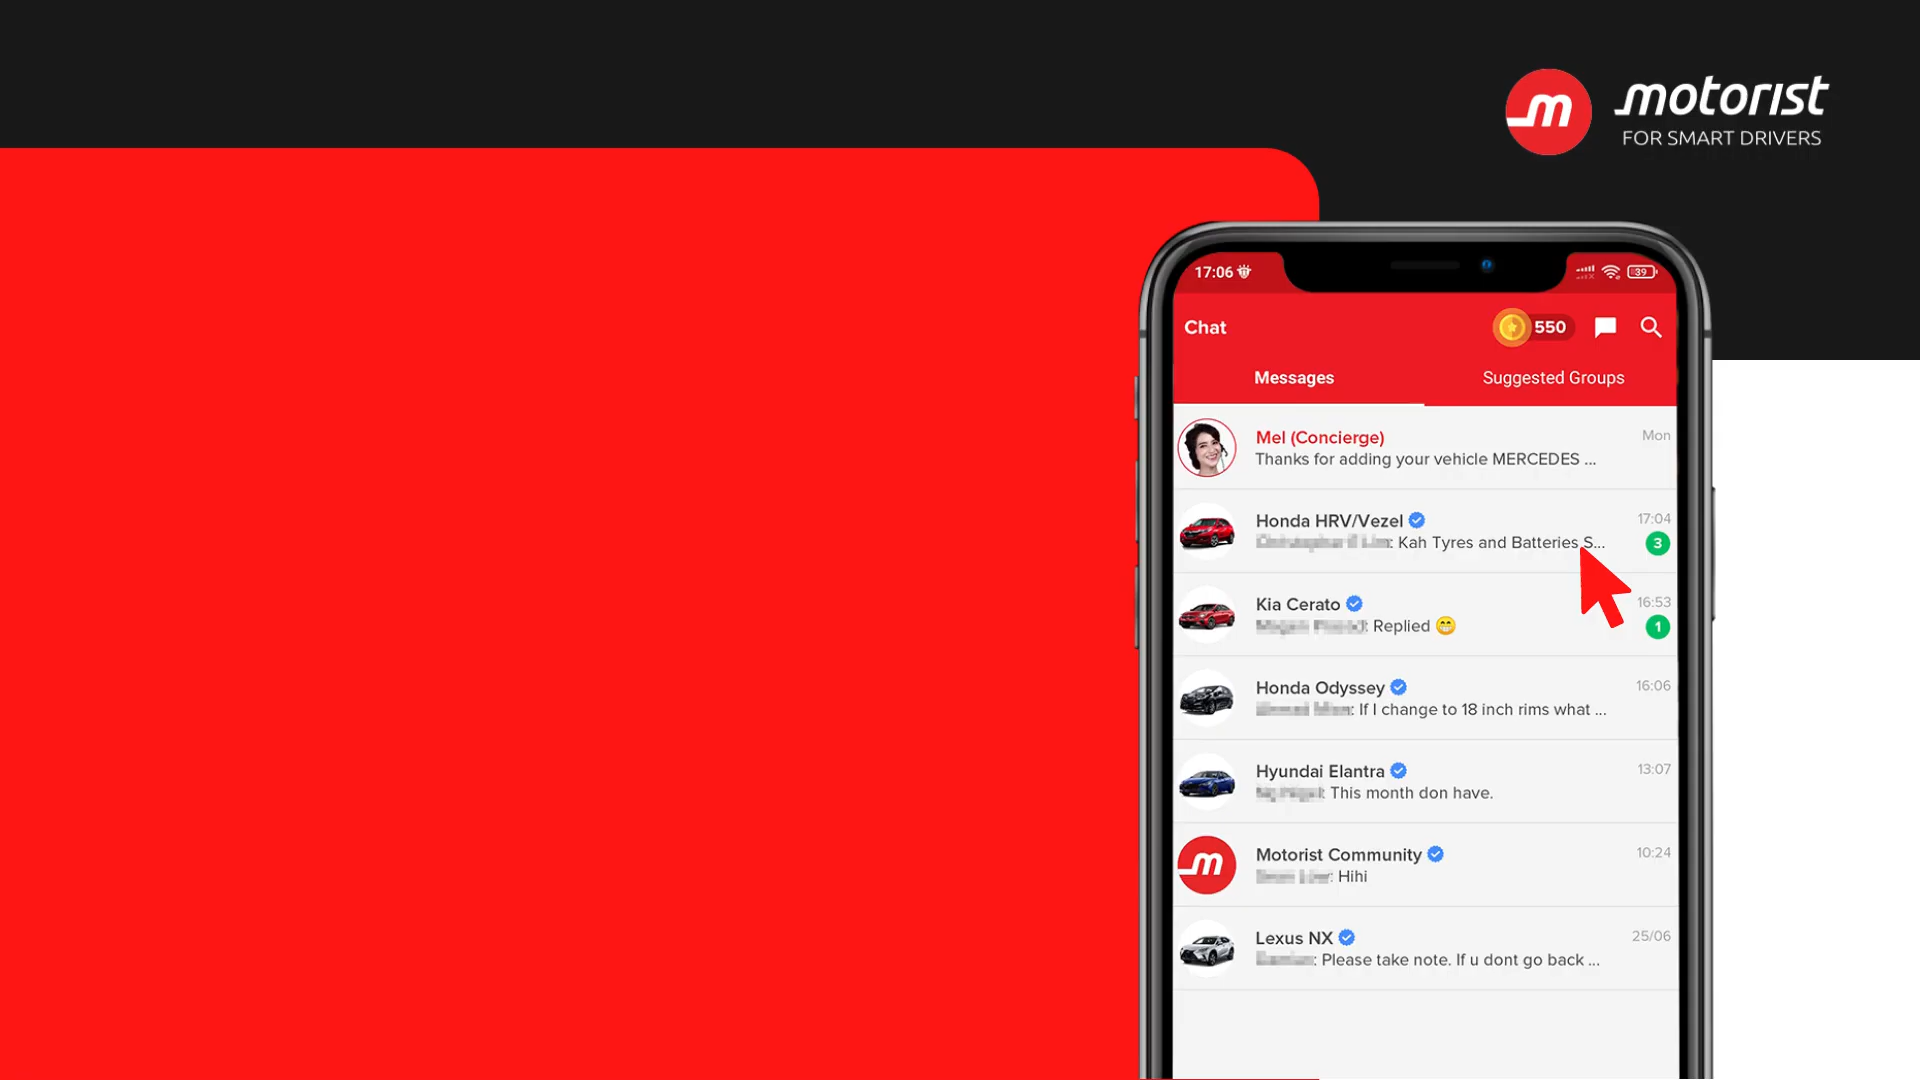 motorist
FOR SMART DRIVERS
17:06
39
Chat
550
Messages
Suggested Groups
Mel (Concierge)
Mon
Thanks for adding your vehicle MERCEDES ...
Honda HRV/Vezel
17:04
: Kah Tyres and Batteries S...
3
Kia Cerato
16:53
: Replied 😁
1
Honda Odyssey
16:06
: If I change to 18 inch rims what ...
Hyundai Elantra
13:07
: This month don have.
Motorist Community
10:24
: Hihi
Lexus NX
25/06
: Please take note. If u dont go back ...